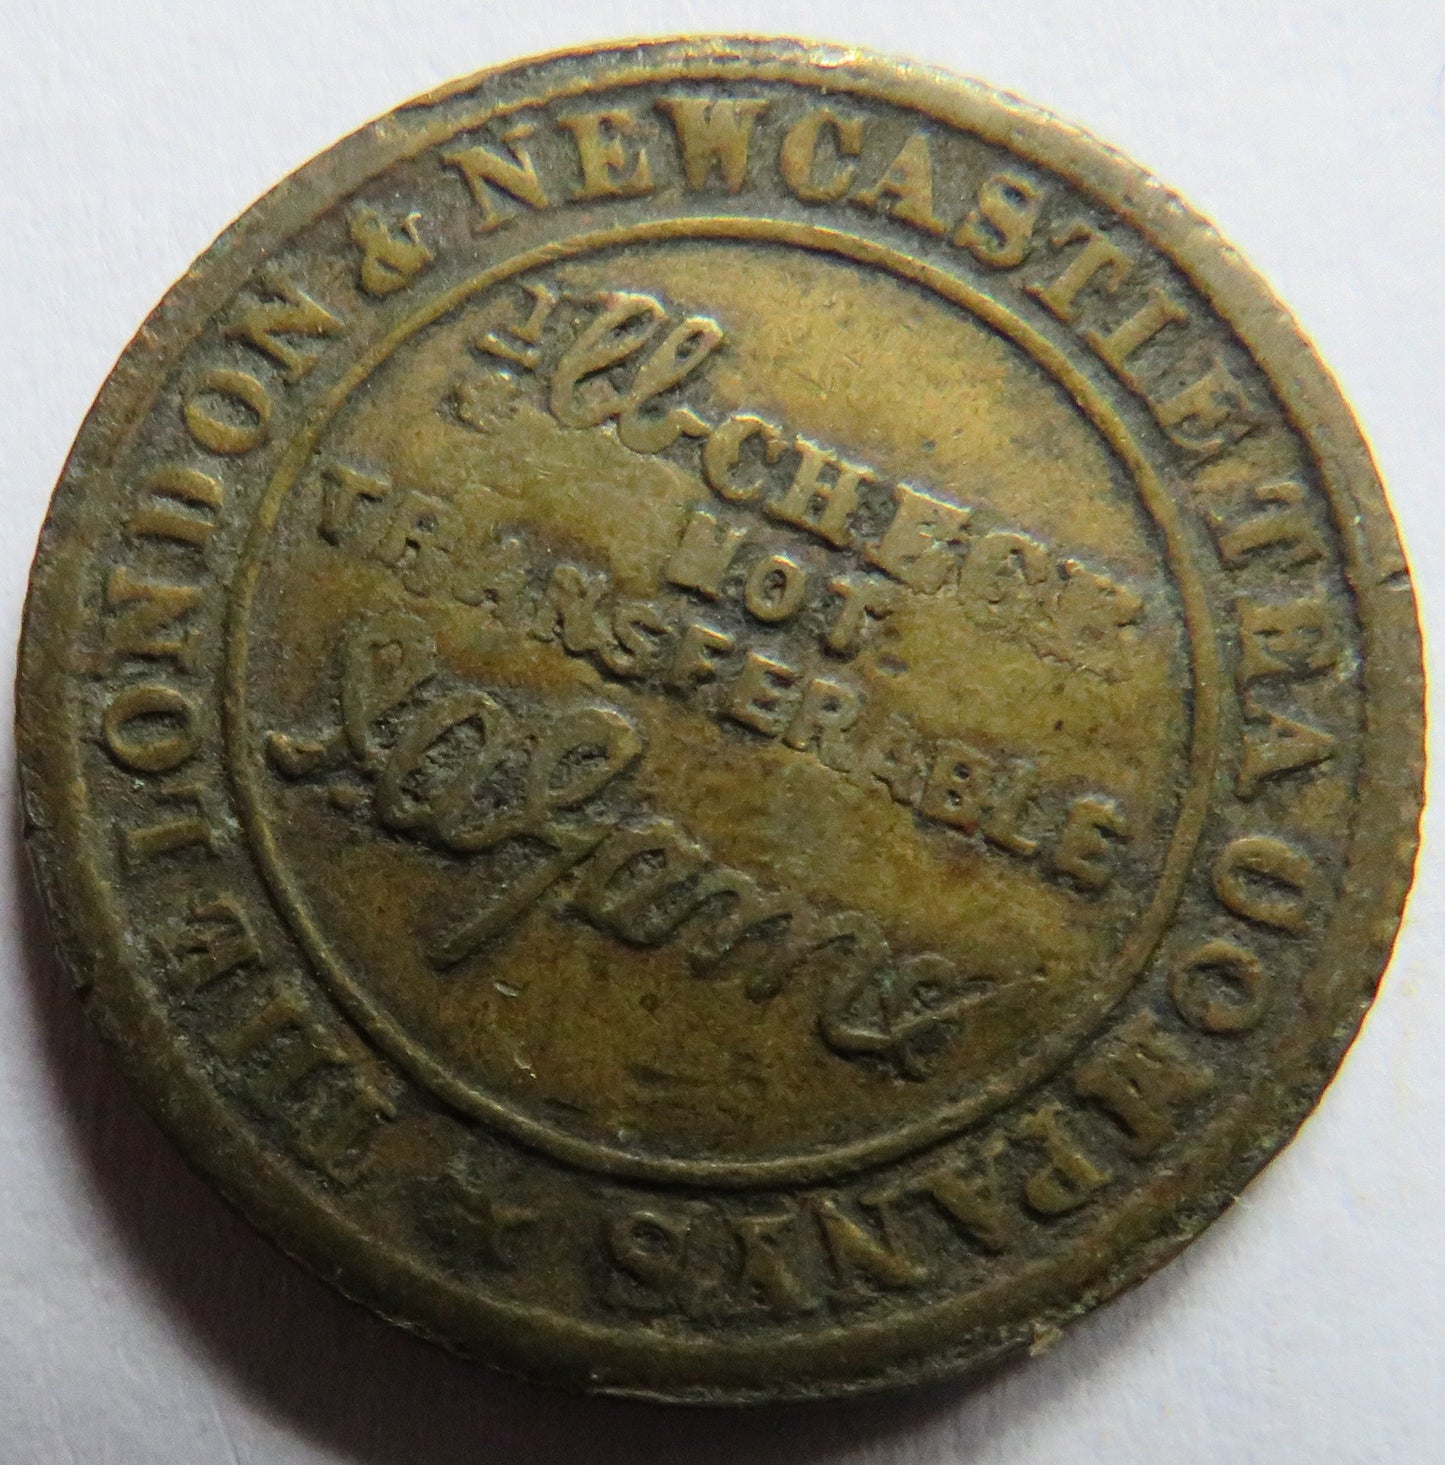 THE LONDON & NEWCASTLE TEA COMPANYS
CHECK
NOT
TRANSFERABLE